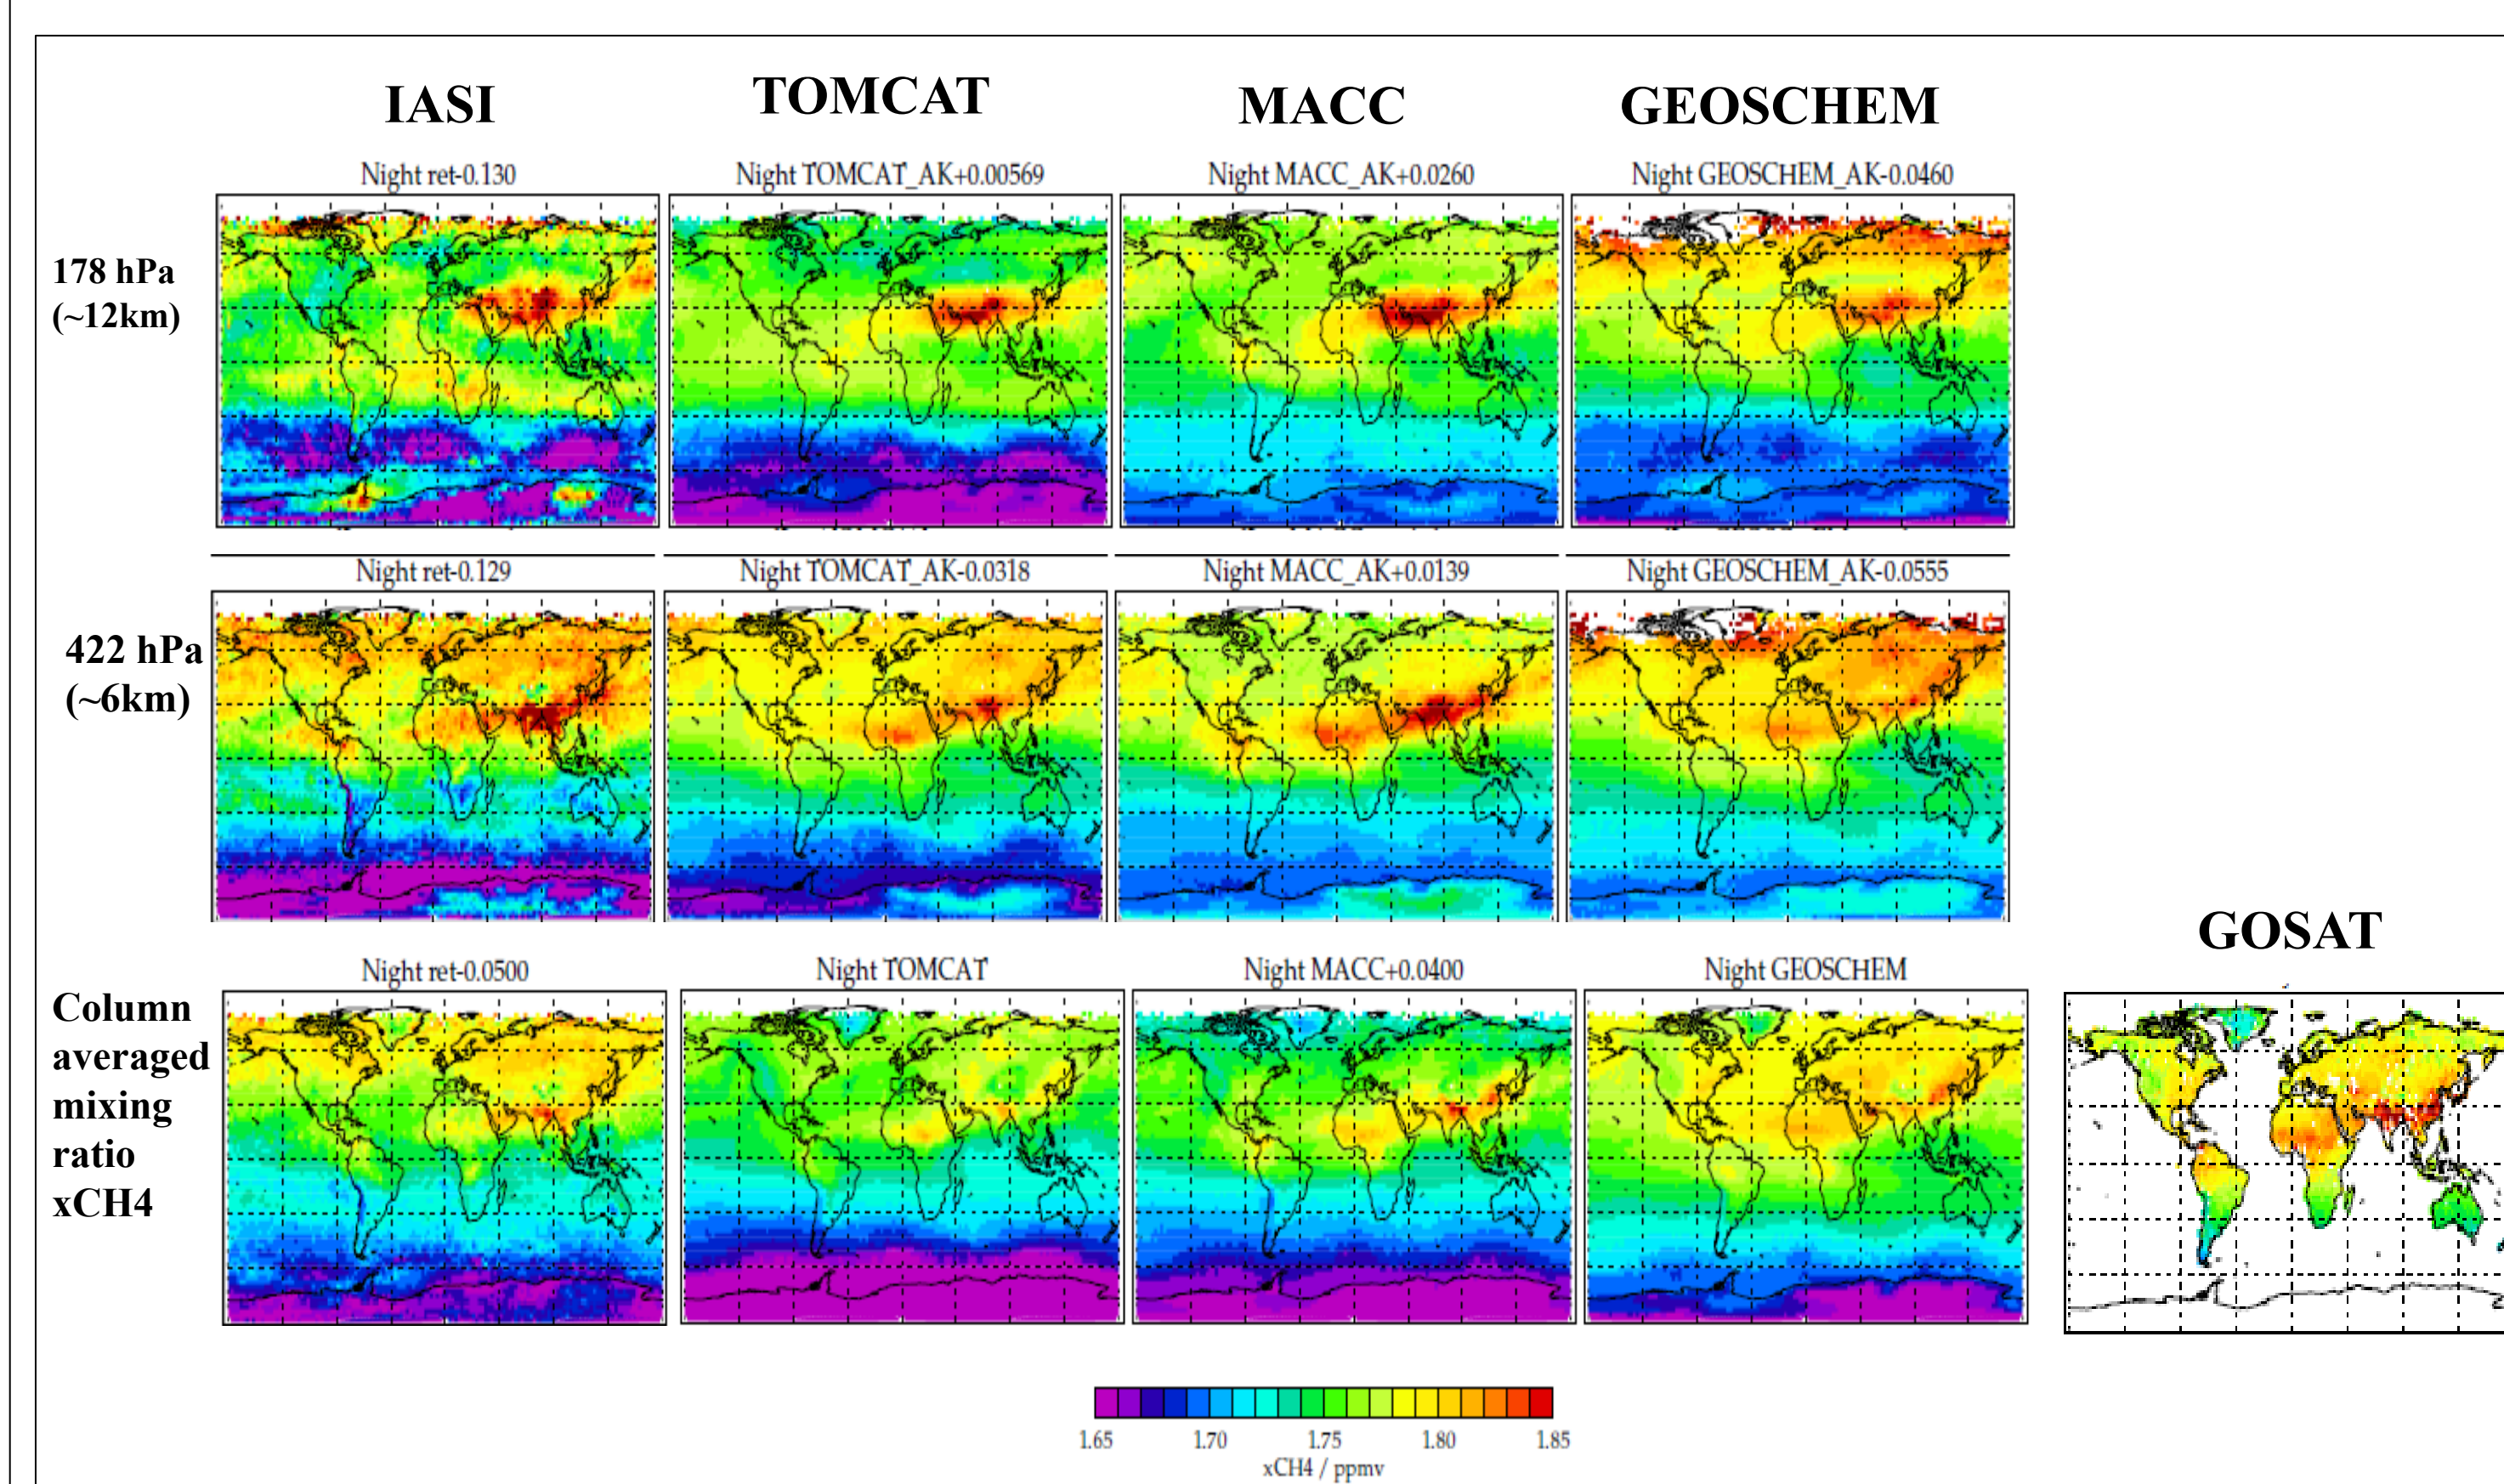 IASI TOMCAT MACC GEOSCHEM
Night ret-0.130 Night TOMCAT_AK+0.00569 Night MACC_AK+0.0260 Night GEOSCHEM_AK-0.0460
178 hPa
(~12km)
Night ret-0.129 Night TOMCAT_AK-0.0318 Night MACC_AK+0.0139 Night GEOSCHEM_AK-0.0555
422 hPa
(~6km)
GOSAT
Night ret-0.0500 Night TOMCAT Night MACC+0.0400 Night GEOSCHEM
Column
averaged
mixing
ratio
xCH4
1.65 1.70 1.75 1.80 1.85
xCH4 / ppmv